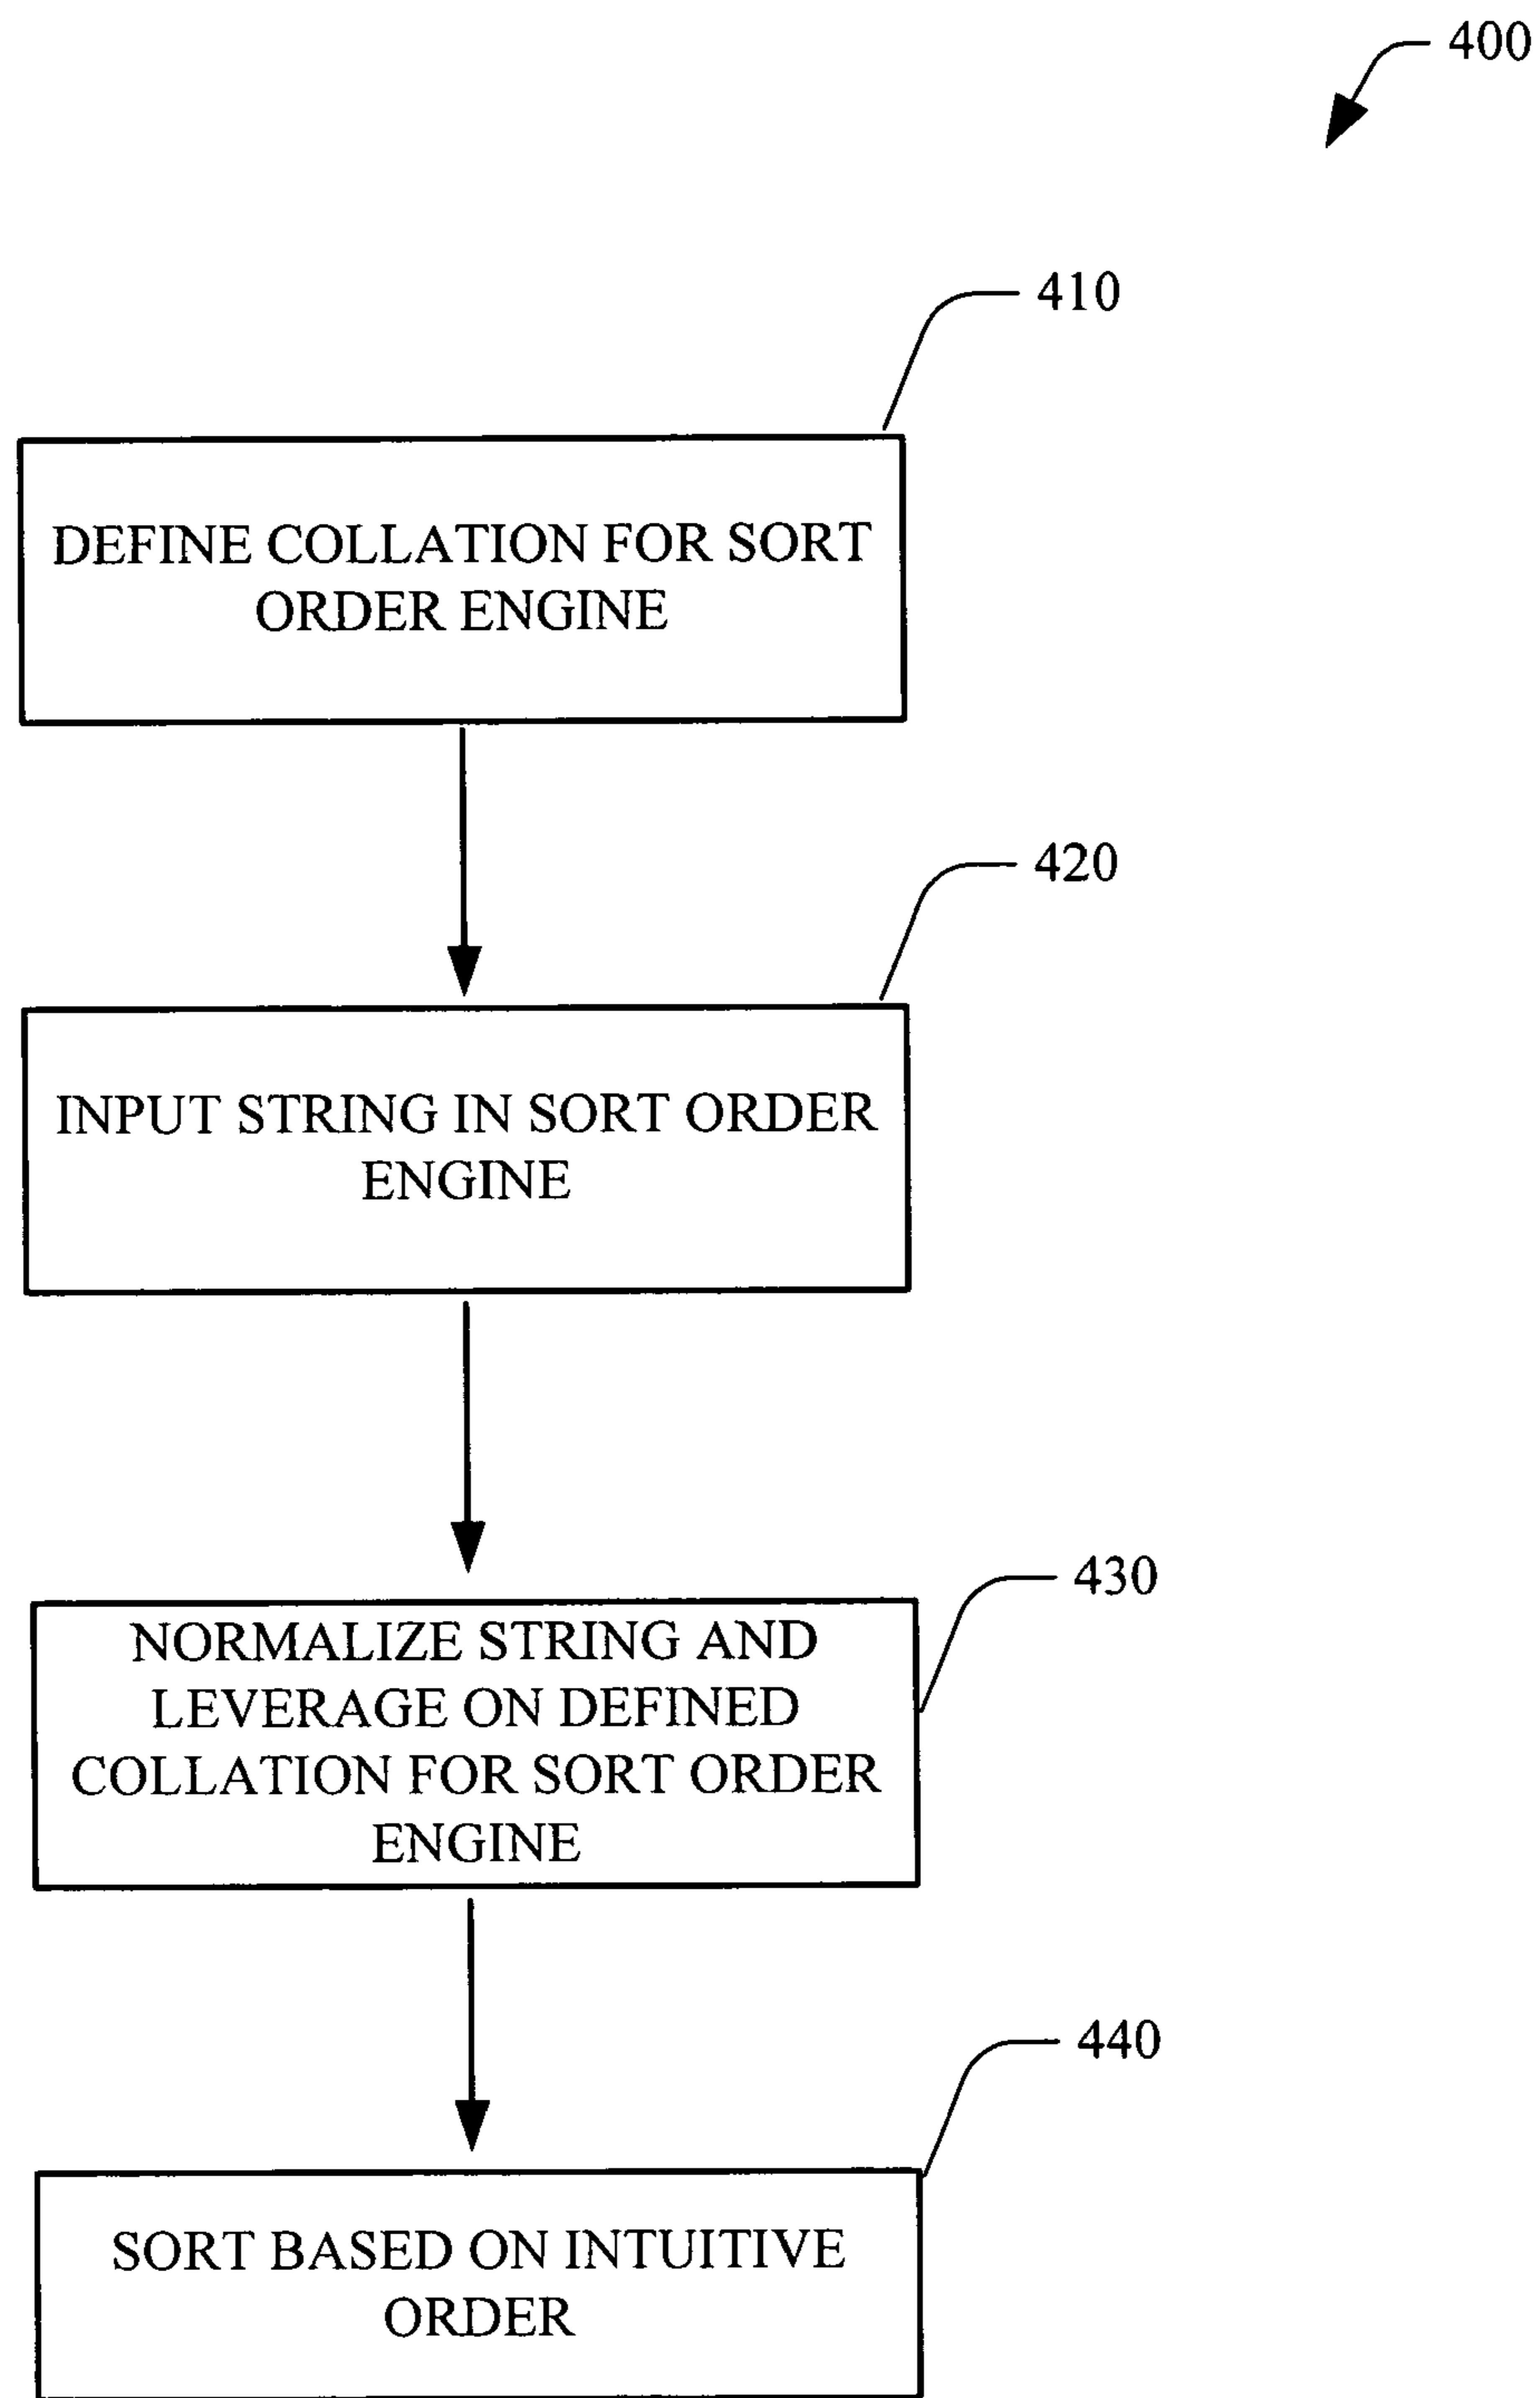 400
410
DEFINE COLLATION FOR SORT
ORDER ENGINE
420
INPUT STRING IN SORT ORDER
ENGINE
430
NORMALIZE STRING AND
LEVERAGE ON DEFINED
COLLATION FOR SORT ORDER
ENGINE
440
SORT BASED ON INTUITIVE
ORDER